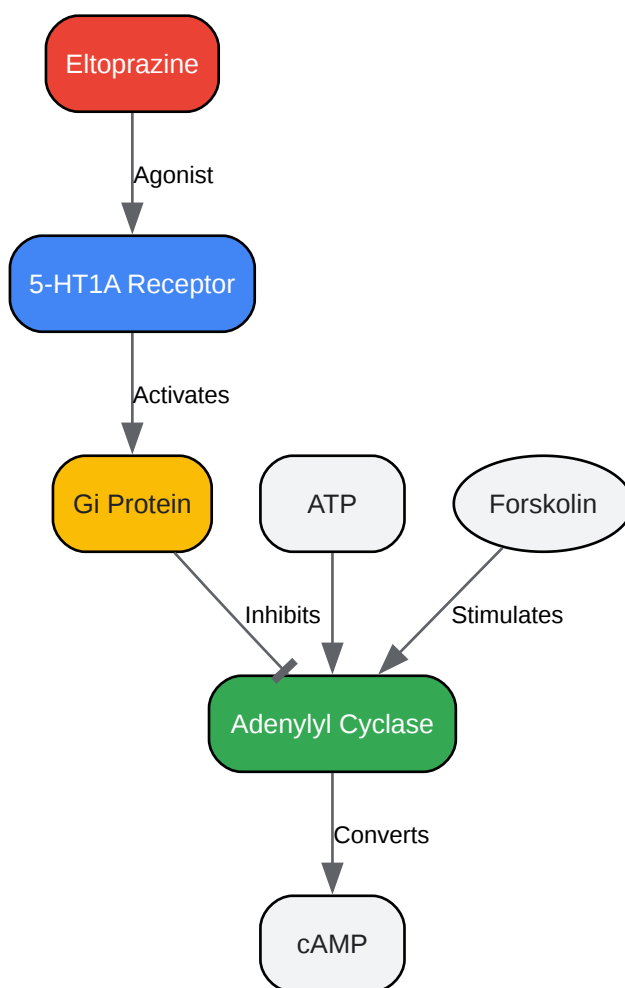 Eltoprazine
Agonist
5-HT1A Receptor
Activates
Gi Protein
ATP
Forskolin
Inhibits
Stimulates
Adenylyl Cyclase
Converts
cAMP